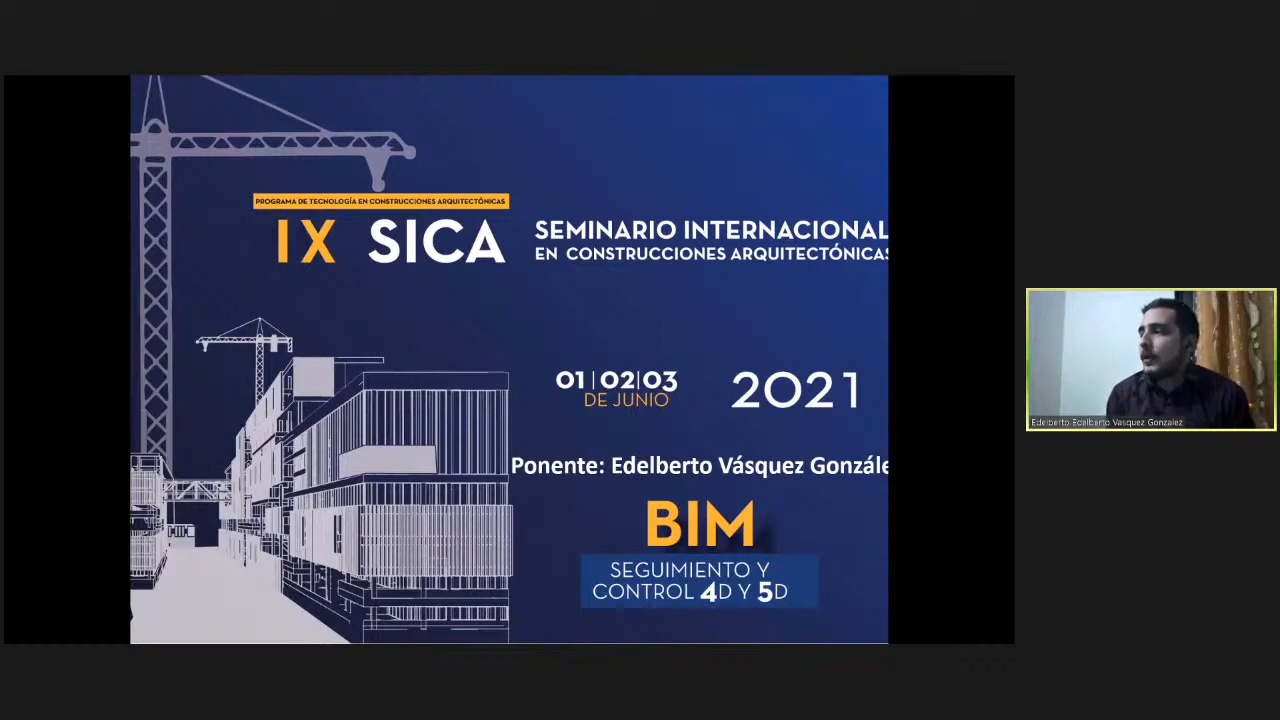 PROGRAMA DE TECNOLOGÍA EN CONSTRUCCIONES ARQUITECTÓNICAS
IX SICA
SEMINARIO INTERNACIONAL
EN CONSTRUCCIONES ARQUITECTÓNICAS
01|02|03
DE JUNIO
2021
Ponente: Edelberto Vásquez Gonzále
BIM
SEGUIMIENTO Y
CONTROL 4D Y 5D
Edelberto Edelberto Vasquez Gonzalez